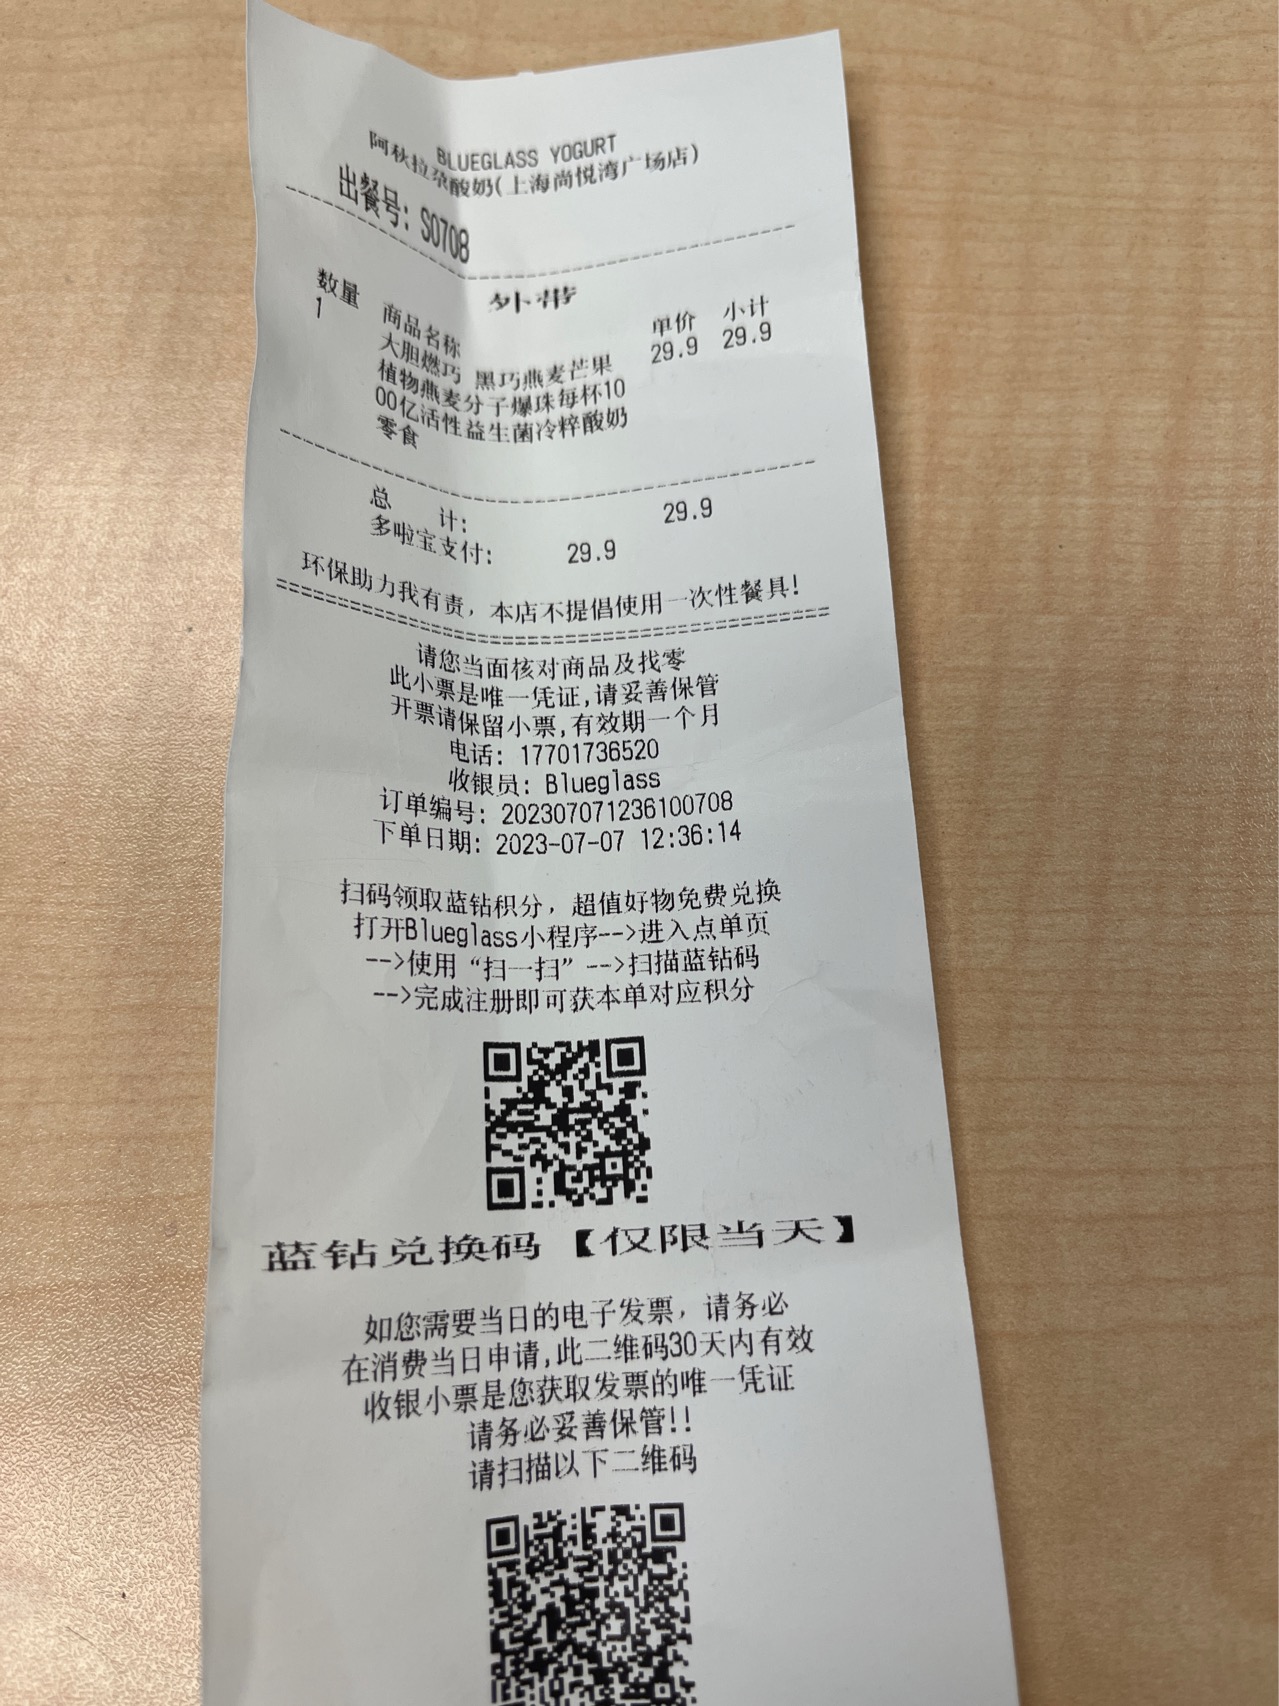 BLUEGLASS YOGURT
阿秋拉尕酸奶(上海尚悦湾广场店)
出餐号: S0708
外带
数量 商品名称 单价 小计
1 大胆燃巧 黑巧燕麦芒果 29.9 29.9
植物燕麦分子爆珠每杯10
00亿活性益生菌冷粹酸奶
零食
总 计: 29.9
多啦宝支付: 29.9
环保助力我有责，本店不提倡使用一次性餐具!
请您当面核对商品及找零
此小票是唯一凭证,请妥善保管
开票请保留小票,有效期一个月
电话: 17701736520
收银员: Blueglass
订单编号: 202307071236100708
下单日期: 2023-07-07 12:36:14
扫码领取蓝钻积分，超值好物免费兑换
打开Blueglass小程序-->进入点单页
-->使用“扫一扫”-->扫描蓝钻码
-->完成注册即可获本单对应积分
蓝钻兑换码【仅限当天】
如您需要当日的电子发票，请务必
在消费当日申请,此二维码30天内有效
收银小票是您获取发票的唯一凭证
请务必妥善保管!!
请扫描以下二维码